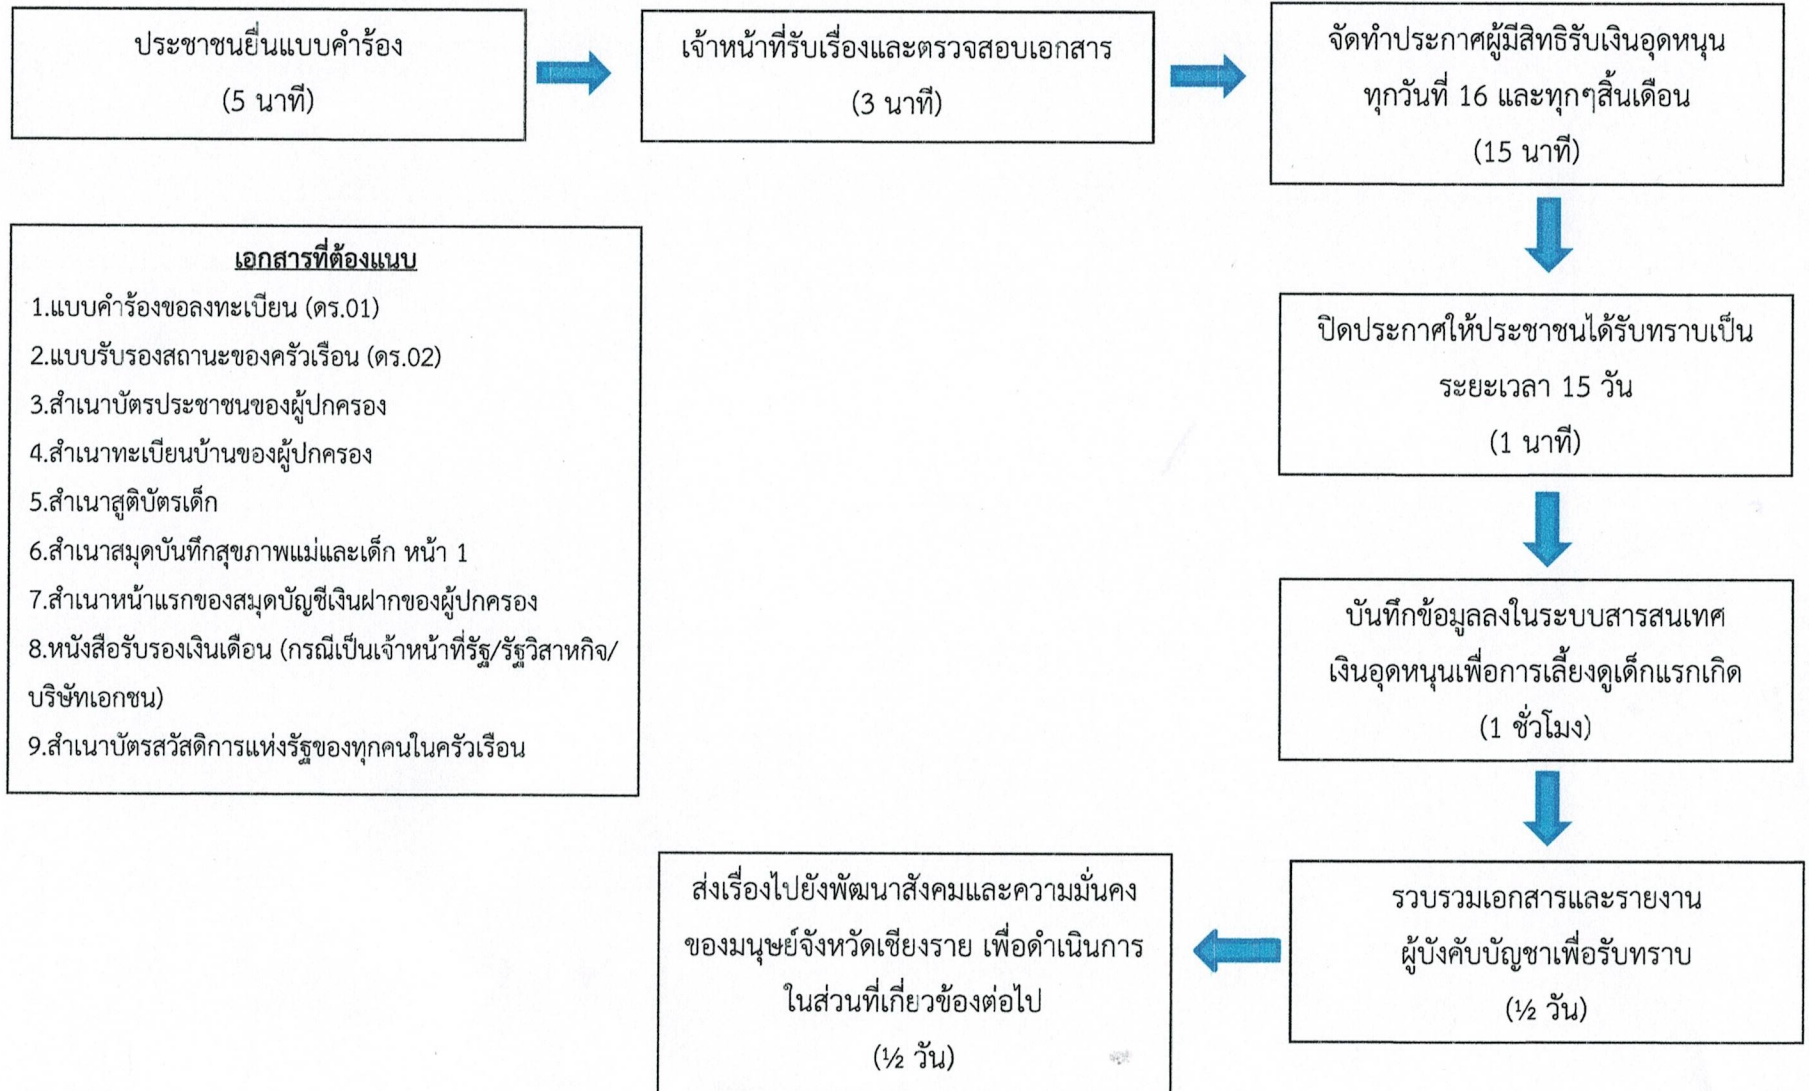 ประชาชนยื่นแบบคำร้อง
(5 นาที)
เจ้าหน้าที่รับเรื่องและตรวจสอบเอกสาร
(3 นาที)
จัดทำประกาศผู้มีสิทธิรับเงินอุดหนุน
ทุกวันที่ 16 และทุกๆสิ้นเดือน
(15 นาที)
ปิดประกาศให้ประชาชนได้รับทราบเป็น
ระยะเวลา 15 วัน
(1 นาที)
บันทึกข้อมูลลงในระบบสารสนเทศ
เงินอุดหนุนเพื่อการเลี้ยงดูเด็กแรกเกิด
(1 ชั่วโมง)
รวบรวมเอกสารและรายงาน
ผู้บังคับบัญชาเพื่อรับทราบ
(½ วัน)
ส่งเรื่องไปยังพัฒนาสังคมและความมั่นคง
ของมนุษย์จังหวัดเชียงราย เพื่อดำเนินการ
ในส่วนที่เกี่ยวข้องต่อไป
(½ วัน)
เอกสารที่ต้องแนบ
1.แบบคำร้องขอลงทะเบียน (ดร.01)
2.แบบรับรองสถานะของครัวเรือน (ดร.02)
3.สำเนาบัตรประชาชนของผู้ปกครอง
4.สำเนาทะเบียนบ้านของผู้ปกครอง
5.สำเนาสูติบัตรเด็ก
6.สำเนาสมุดบันทึกสุขภาพแม่และเด็ก หน้า 1
7.สำเนาหน้าแรกของสมุดบัญชีเงินฝากของผู้ปกครอง
8.หนังสือรับรองเงินเดือน (กรณีเป็นเจ้าหน้าที่รัฐ/รัฐวิสาหกิจ/
บริษัทเอกชน)
9.สำเนาบัตรสวัสดิการแห่งรัฐของทุกคนในครัวเรือน